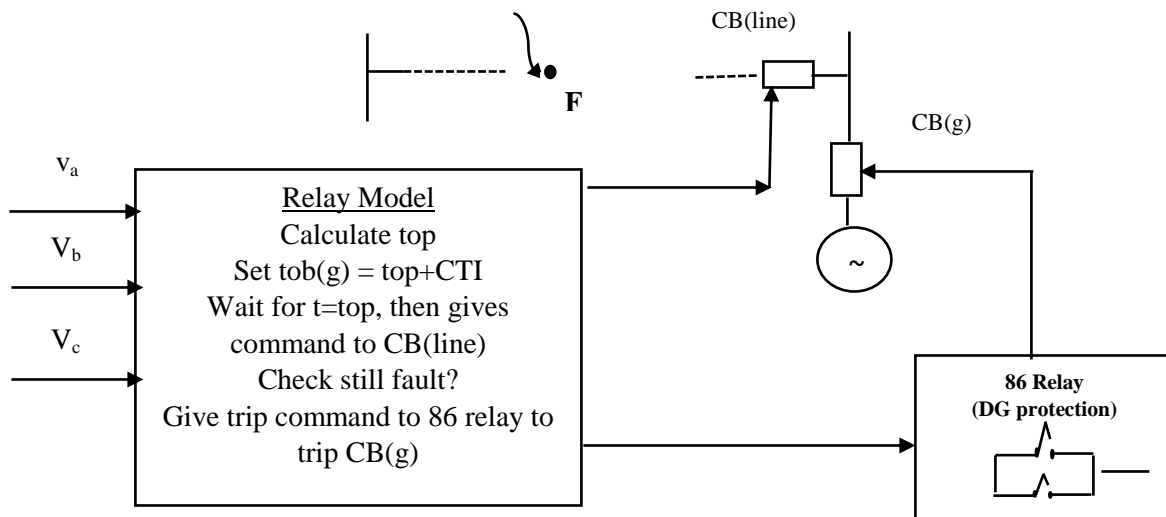 CB(line)
F
CB(g)
va
Vb
Vc
Relay Model
Calculate top
Set tob(g) = top+CTI
Wait for t=top, then gives
command to CB(line)
Check still fault?
Give trip command to 86 relay to
trip CB(g)
~
86 Relay
(DG protection)